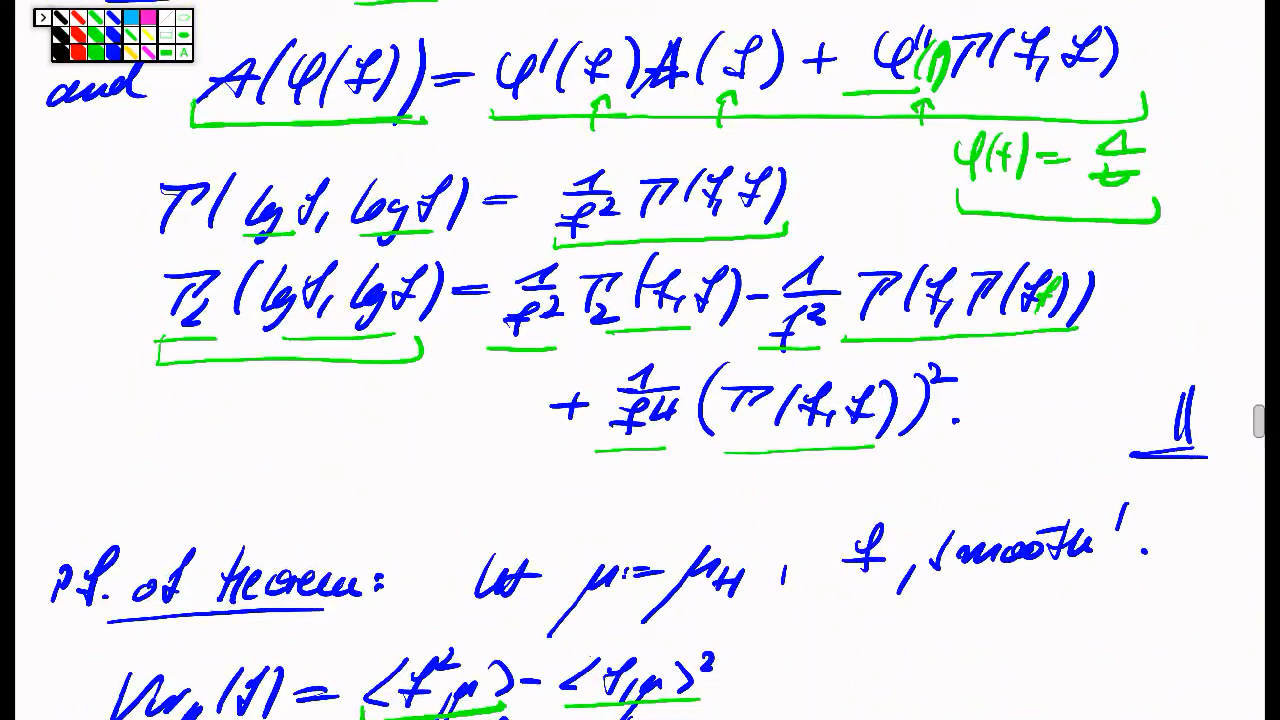 and A(φ(f)) = φ'(f)A(f) + φ''(f)Γ(f,f)
φ(t) = 1/t
Γ(log f, log f) = 1/f² Γ(f,f)
Γ₂(log f, log f) = 1/f² Γ₂(f,f) - 1/f³ Γ(f,Γ(f,f))
+ 1/f⁴ (Γ(f,f))².
Pf. of theorem: Let μ := μ_H, f "smooth".
Var_μ(f) = <f²,μ> - <f,μ>²